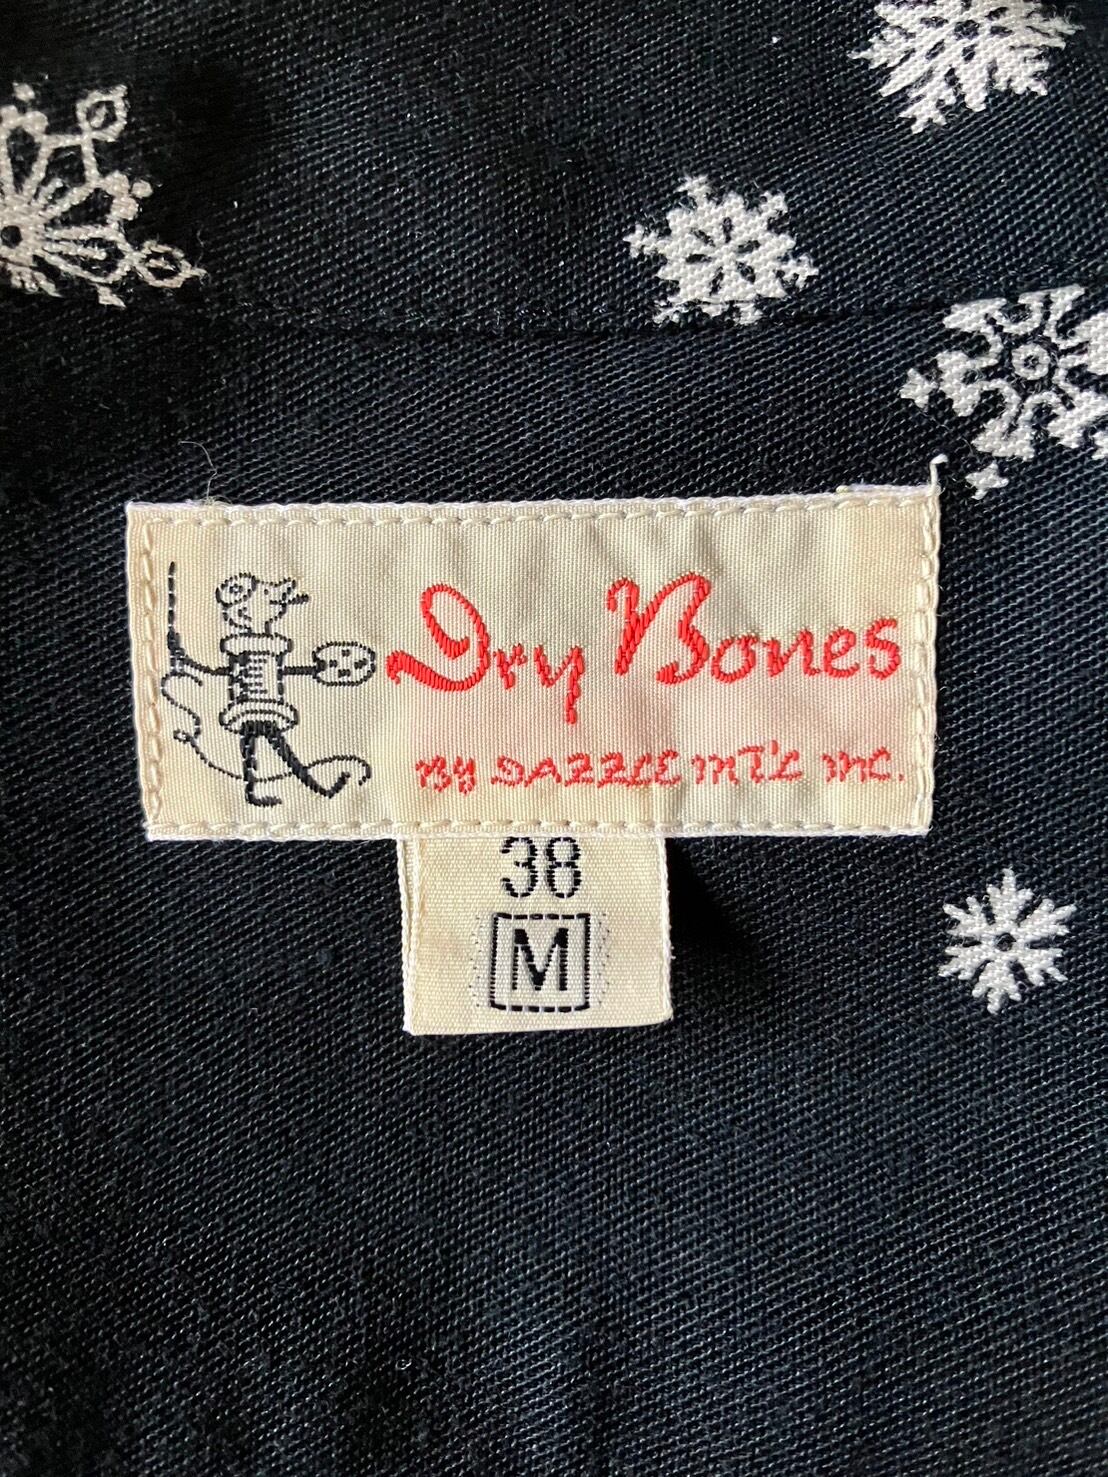 Dry Bones
BY DAZZLE INT'L INC.
38
M